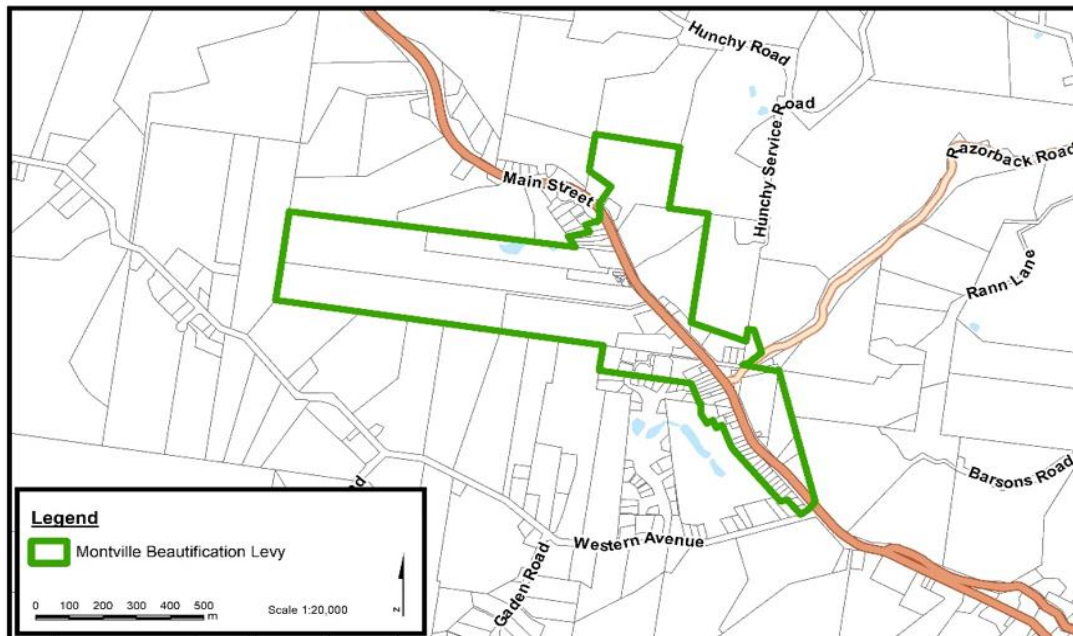 Hunchy Road
Hunchy Service Road
Razorback Road
Main Street
Rann Lane
Barsons Road
Western Avenue
Gaden Road
Legend
Montville Beautification Levy
0 100 200 300 400 500
m
Scale 1:20,000
N